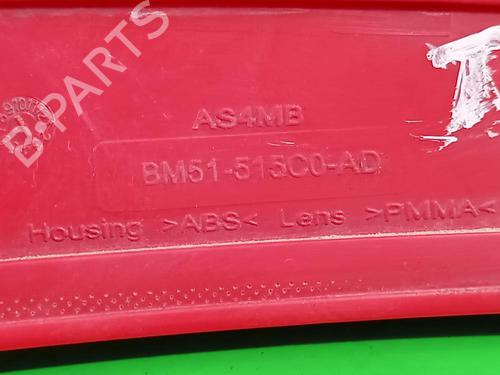 B-PARTS
AS4MB
BM51-515C0-AD
Housing >ABS< Lens >PMMA<